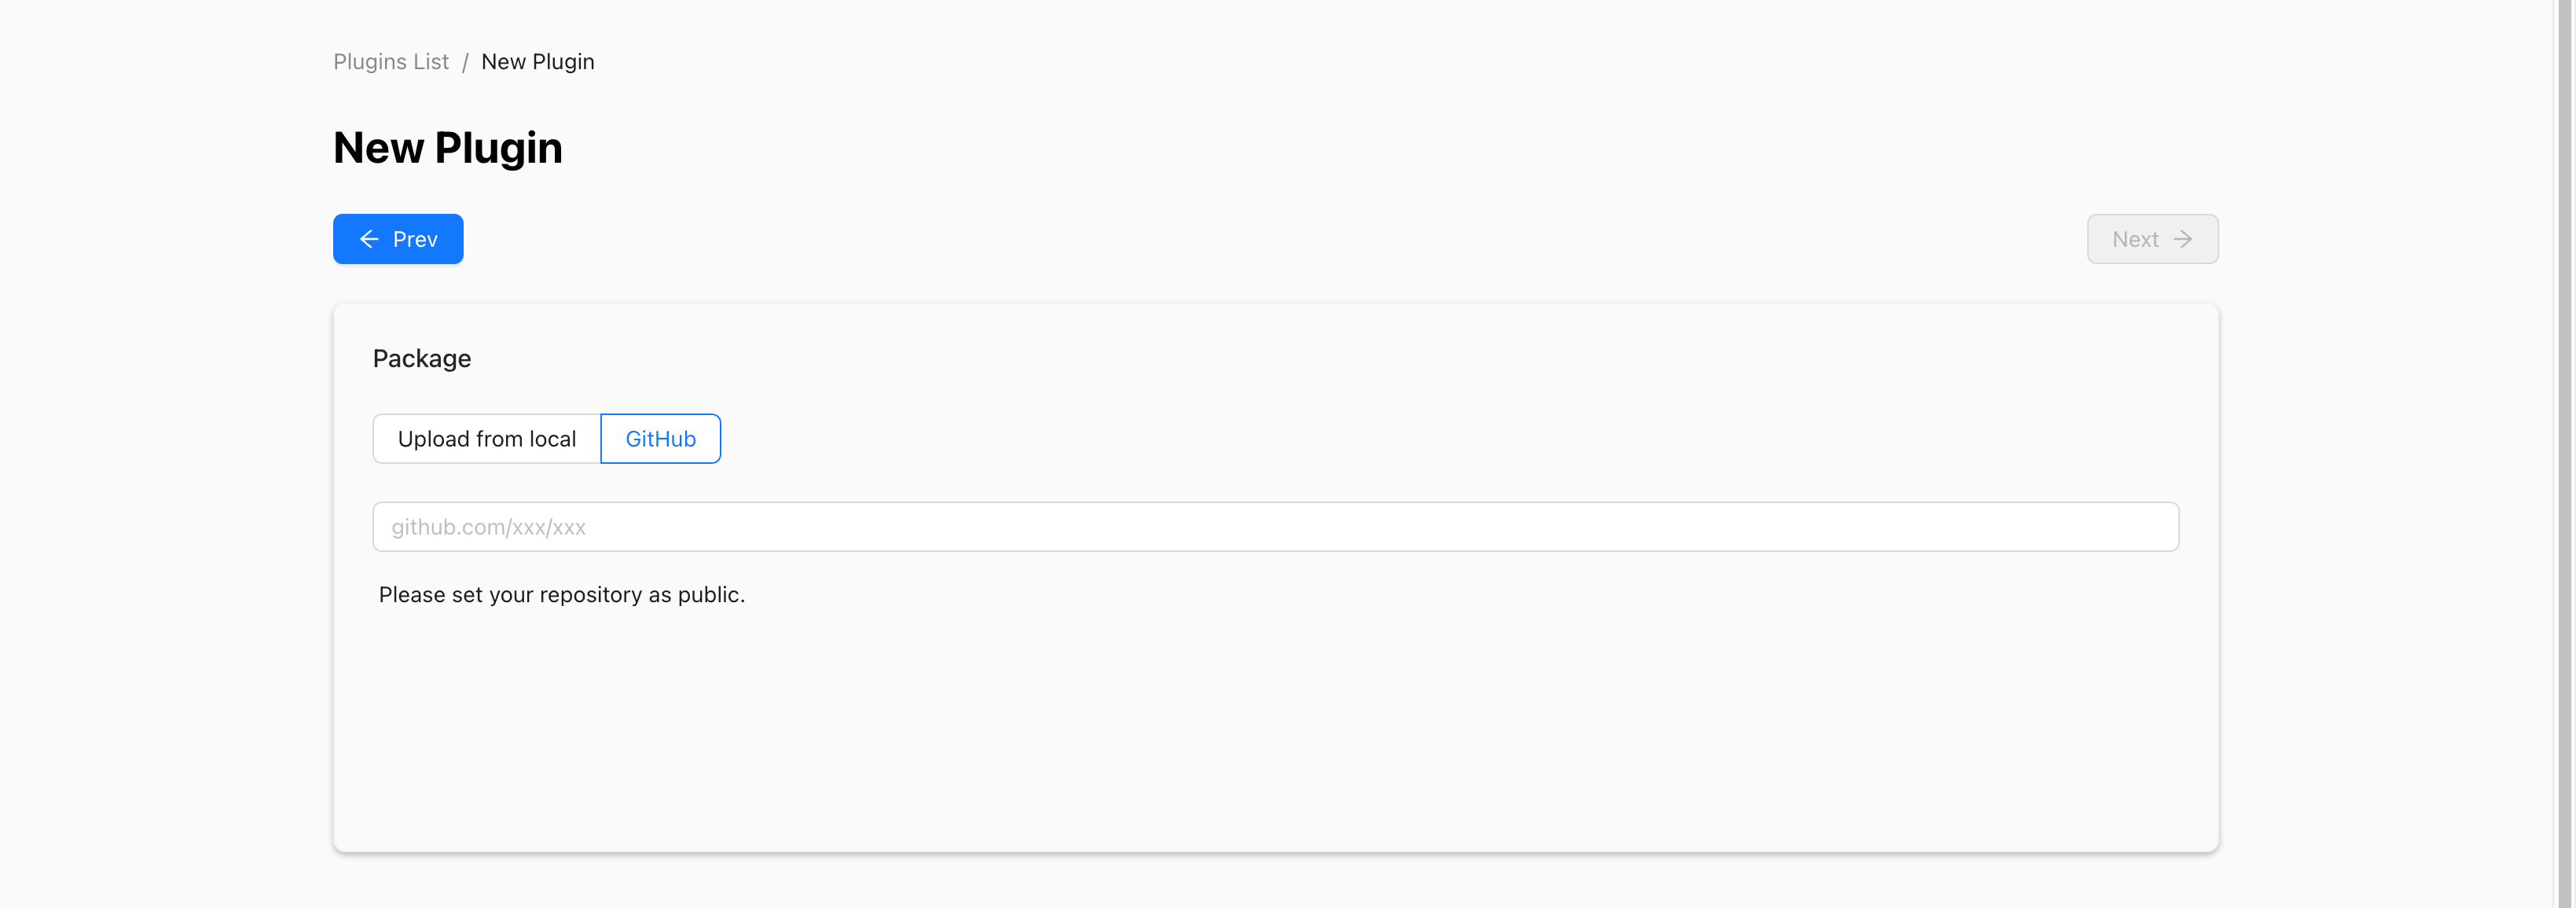 Plugins List / New Plugin
New Plugin
Prev
Next
Package
Upload from local
GitHub
github.com/xxx/xxx
Please set your repository as public.